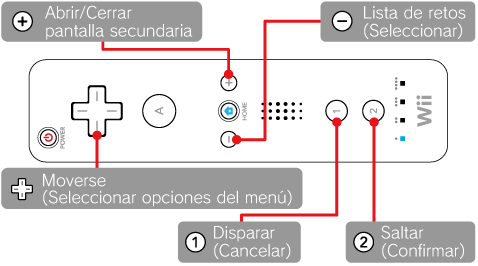 + Abrir/Cerrar
pantalla secundaria
− Lista de retos
(Seleccionar)
A
POWER
+
HOME
−
1
2
Wii
Moverse
(Seleccionar opciones del menú)
1 Disparar
(Cancelar)
2 Saltar
(Confirmar)